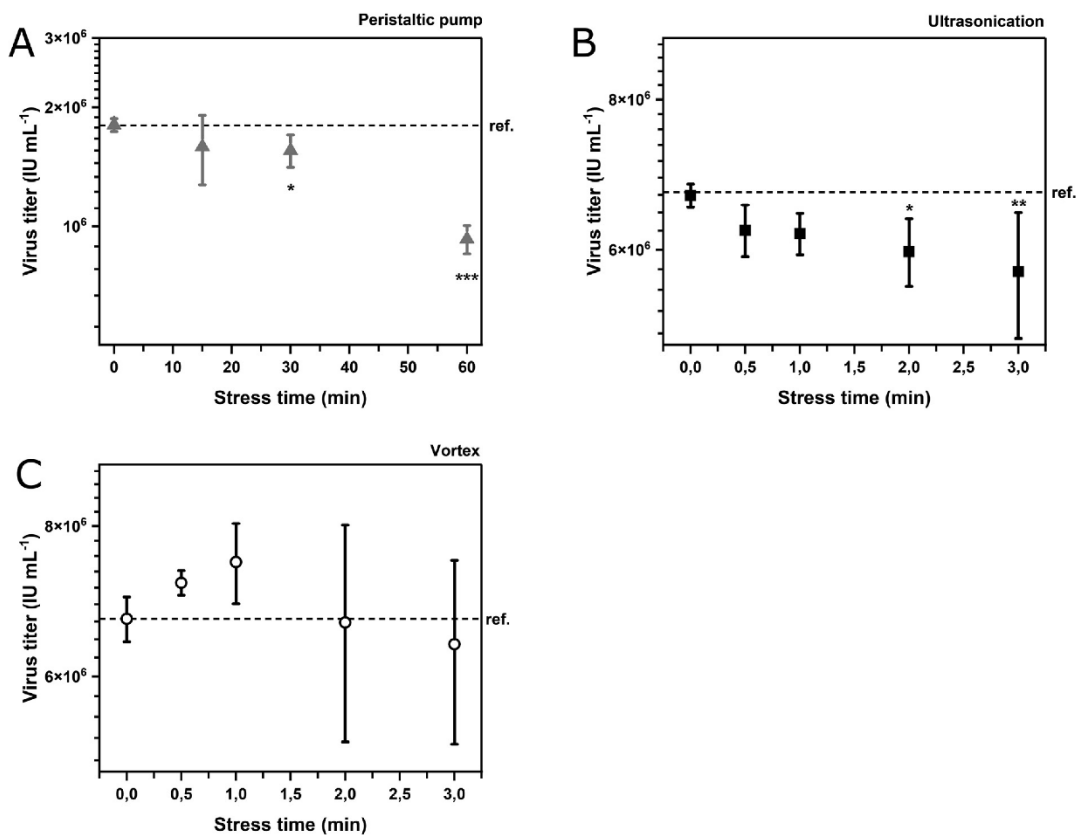 Peristaltic pump
A
3×10⁶
2×10⁶
10⁶
Virus titer (IU mL⁻¹)
ref.
*
***
0 10 20 30 40 50 60
Stress time (min)
Ultrasonication
B
8×10⁶
6×10⁶
Virus titer (IU mL⁻¹)
ref.
*
**
0,0 0,5 1,0 1,5 2,0 2,5 3,0
Stress time (min)
Vortex
C
8×10⁶
6×10⁶
Virus titer (IU mL⁻¹)
ref.
0,0 0,5 1,0 1,5 2,0 2,5 3,0
Stress time (min)